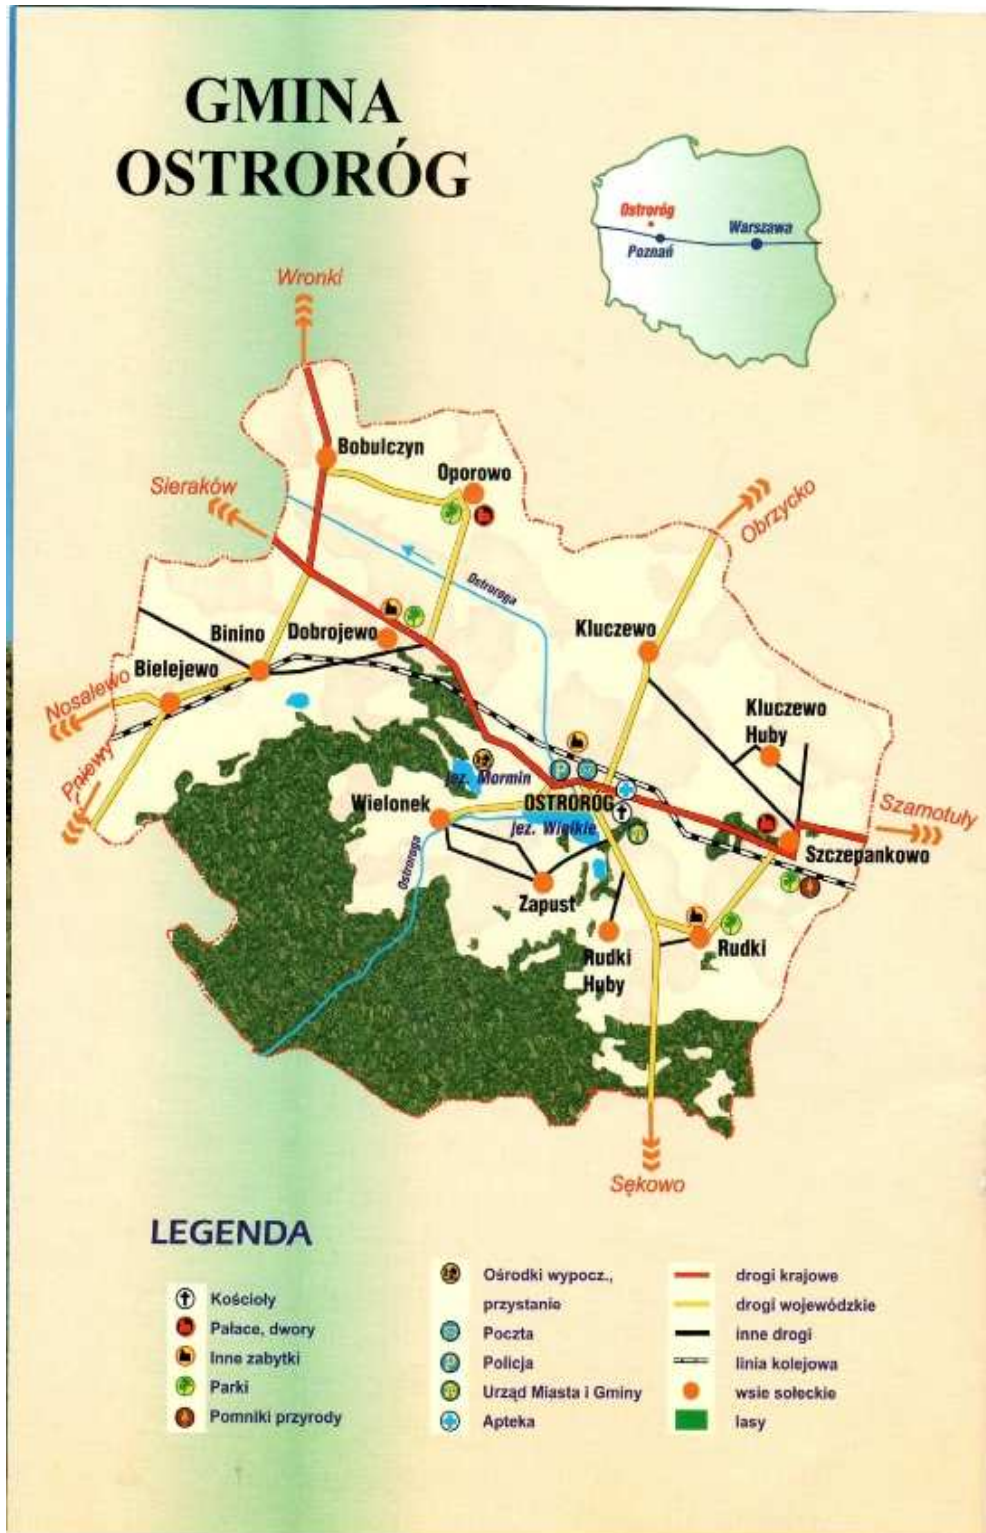 GMINA
OSTRORÓG
Ostroróg
Warszawa
Poznań
Wronki
Bobulczyn
Oporowo
Sieraków
Obrzycko
Ostroroga
Kluczewo
Binino
Dobrojewo
Bielejewo
Nosalewo
Kluczewo
Huby
Pniewy
jez. Mormin
Wielonek
OSTRORÓG
jez. Wielkie
Szamotuły
Szczepankowo
Ostroroga
Zapust
Rudki
Rudki
Huby
Sękowo
LEGENDA
Kościoły
Pałace, dwory
Inne zabytki
Parki
Pomniki przyrody
Ośrodki wypocz.,
przystanie
Poczta
Policja
Urząd Miasta i Gminy
Apteka
drogi krajowe
drogi wojewódzkie
inne drogi
linia kolejowa
wsie sołeckie
lasy